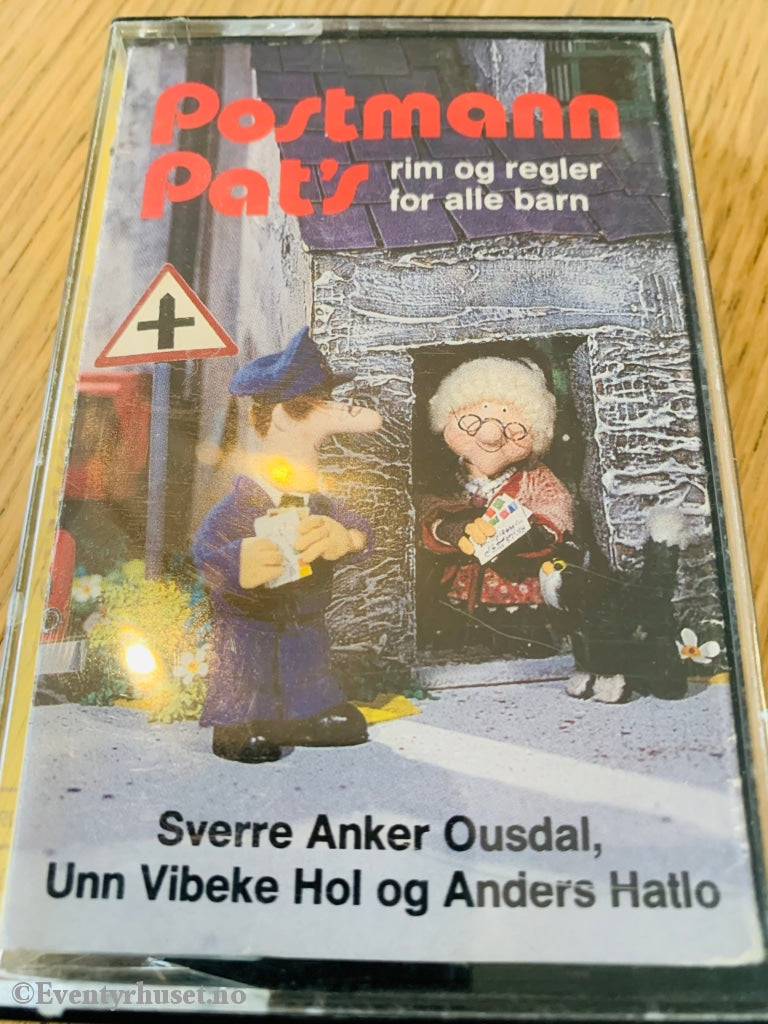 Postmann
Pat's rim og regler
for alle barn
Sverre Anker Ousdal,
Unn Vibeke Hol og Anders Hatlo
©Eventyrhuset.no